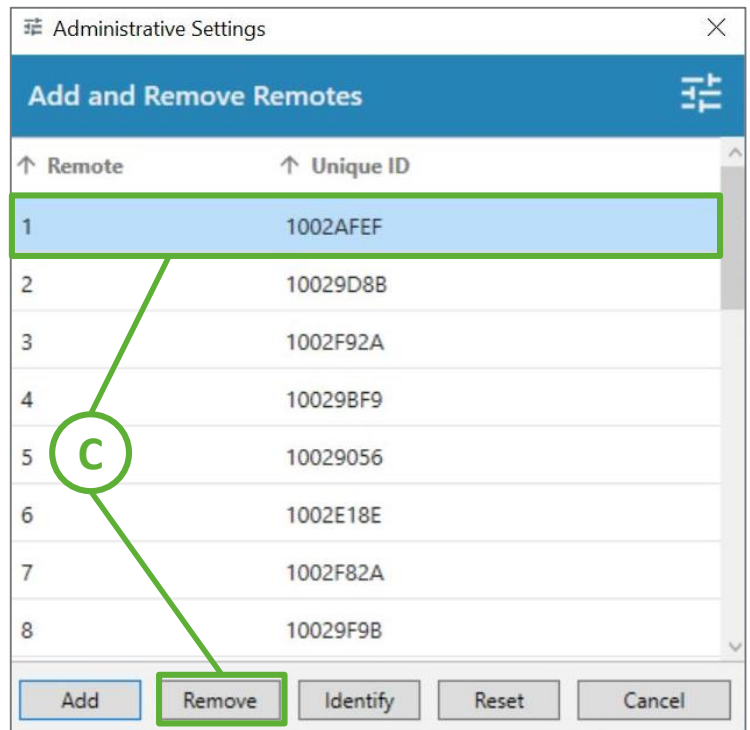 Administrative Settings
Add and Remove Remotes
Remote Unique ID
1 1002AFEF
2 10029D8B
3 1002F92A
4 10029BF9
5 10029056
6 1002E18E
7 1002F82A
8 10029F9B
C
Add Remove Identify Reset Cancel